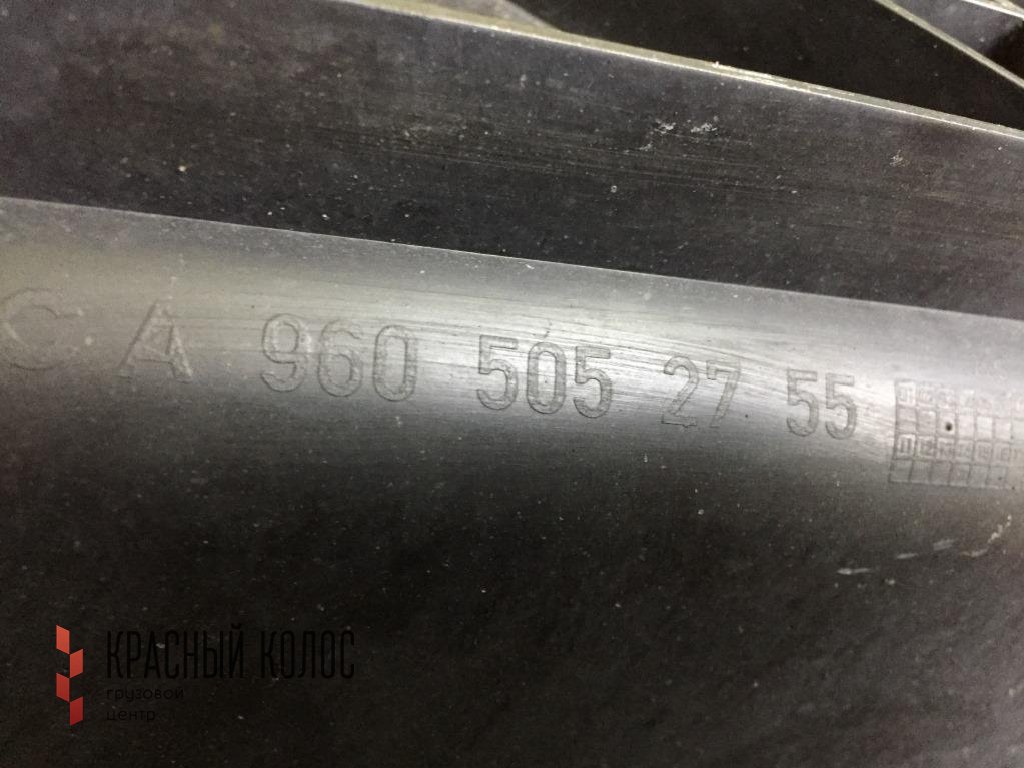 C A 960 505 27 55
КРАСНЫЙ КОЛОС
грузовой
центр